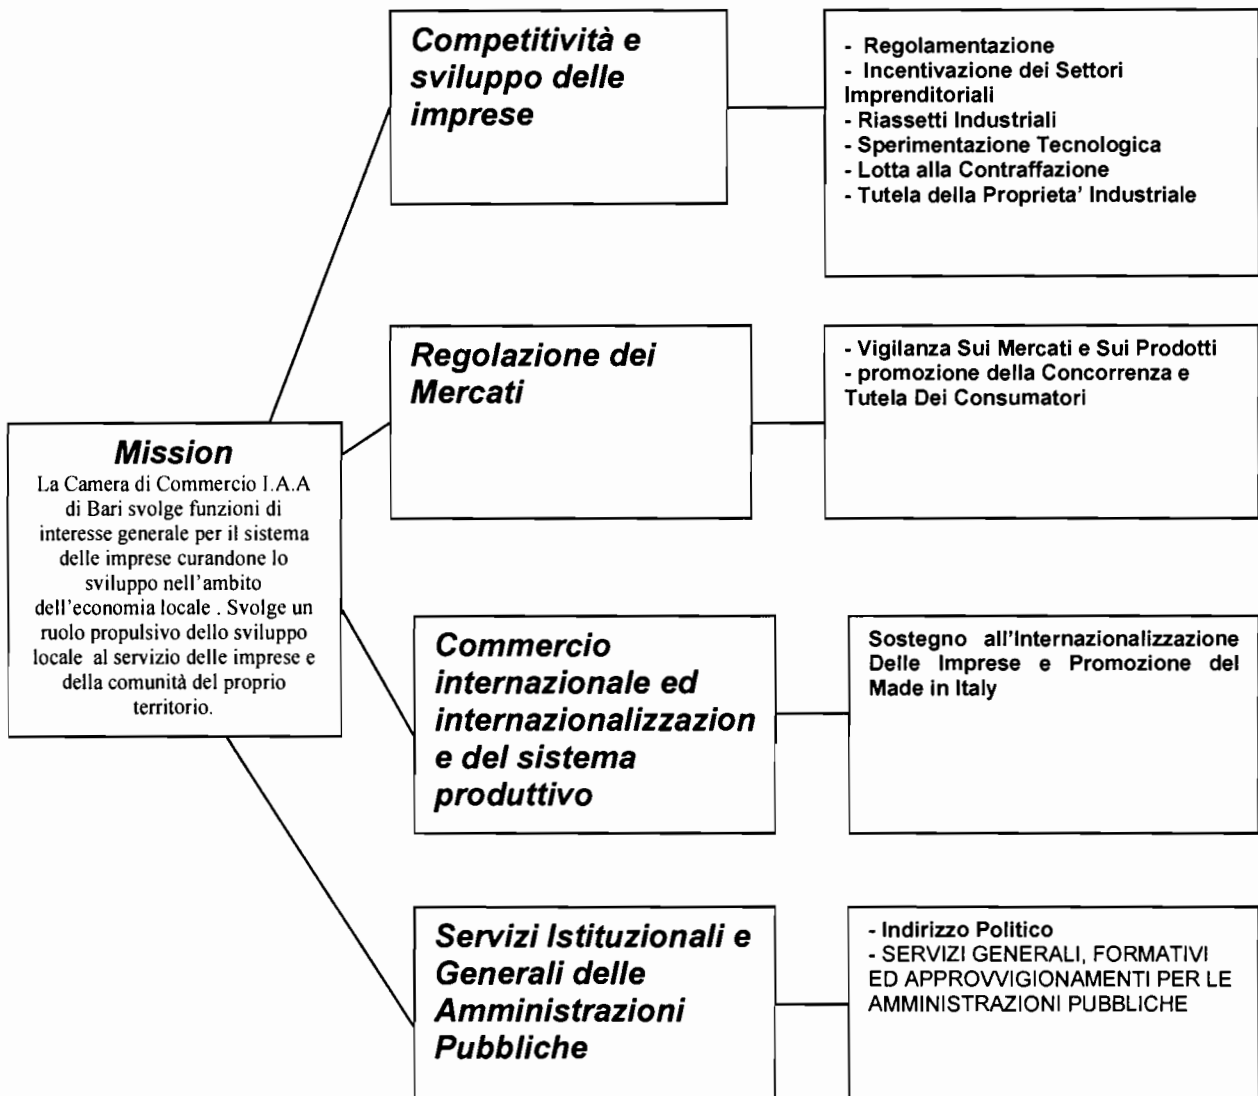 Competitività e
sviluppo delle
imprese
- Regolamentazione
- Incentivazione dei Settori
Imprenditoriali
- Riassetti Industriali
- Sperimentazione Tecnologica
- Lotta alla Contraffazione
- Tutela della Proprieta' Industriale
Regolazione dei
Mercati
- Vigilanza Sui Mercati e Sui Prodotti
- promozione della Concorrenza e
Tutela Dei Consumatori
Mission
La Camera di Commercio I.A.A
di Bari svolge funzioni di
interesse generale per il sistema
delle imprese curandone lo
sviluppo nell'ambito
dell'economia locale . Svolge un
ruolo propulsivo dello sviluppo
locale al servizio delle imprese e
della comunità del proprio
territorio.
Commercio
internazionale ed
internazionalizzazion
e del sistema
produttivo
Sostegno all'Internazionalizzazione
Delle Imprese e Promozione del
Made in Italy
Servizi Istituzionali e
Generali delle
Amministrazioni
Pubbliche
- Indirizzo Politico
- SERVIZI GENERALI, FORMATIVI
ED APPROVVIGIONAMENTI PER LE
AMMINISTRAZIONI PUBBLICHE